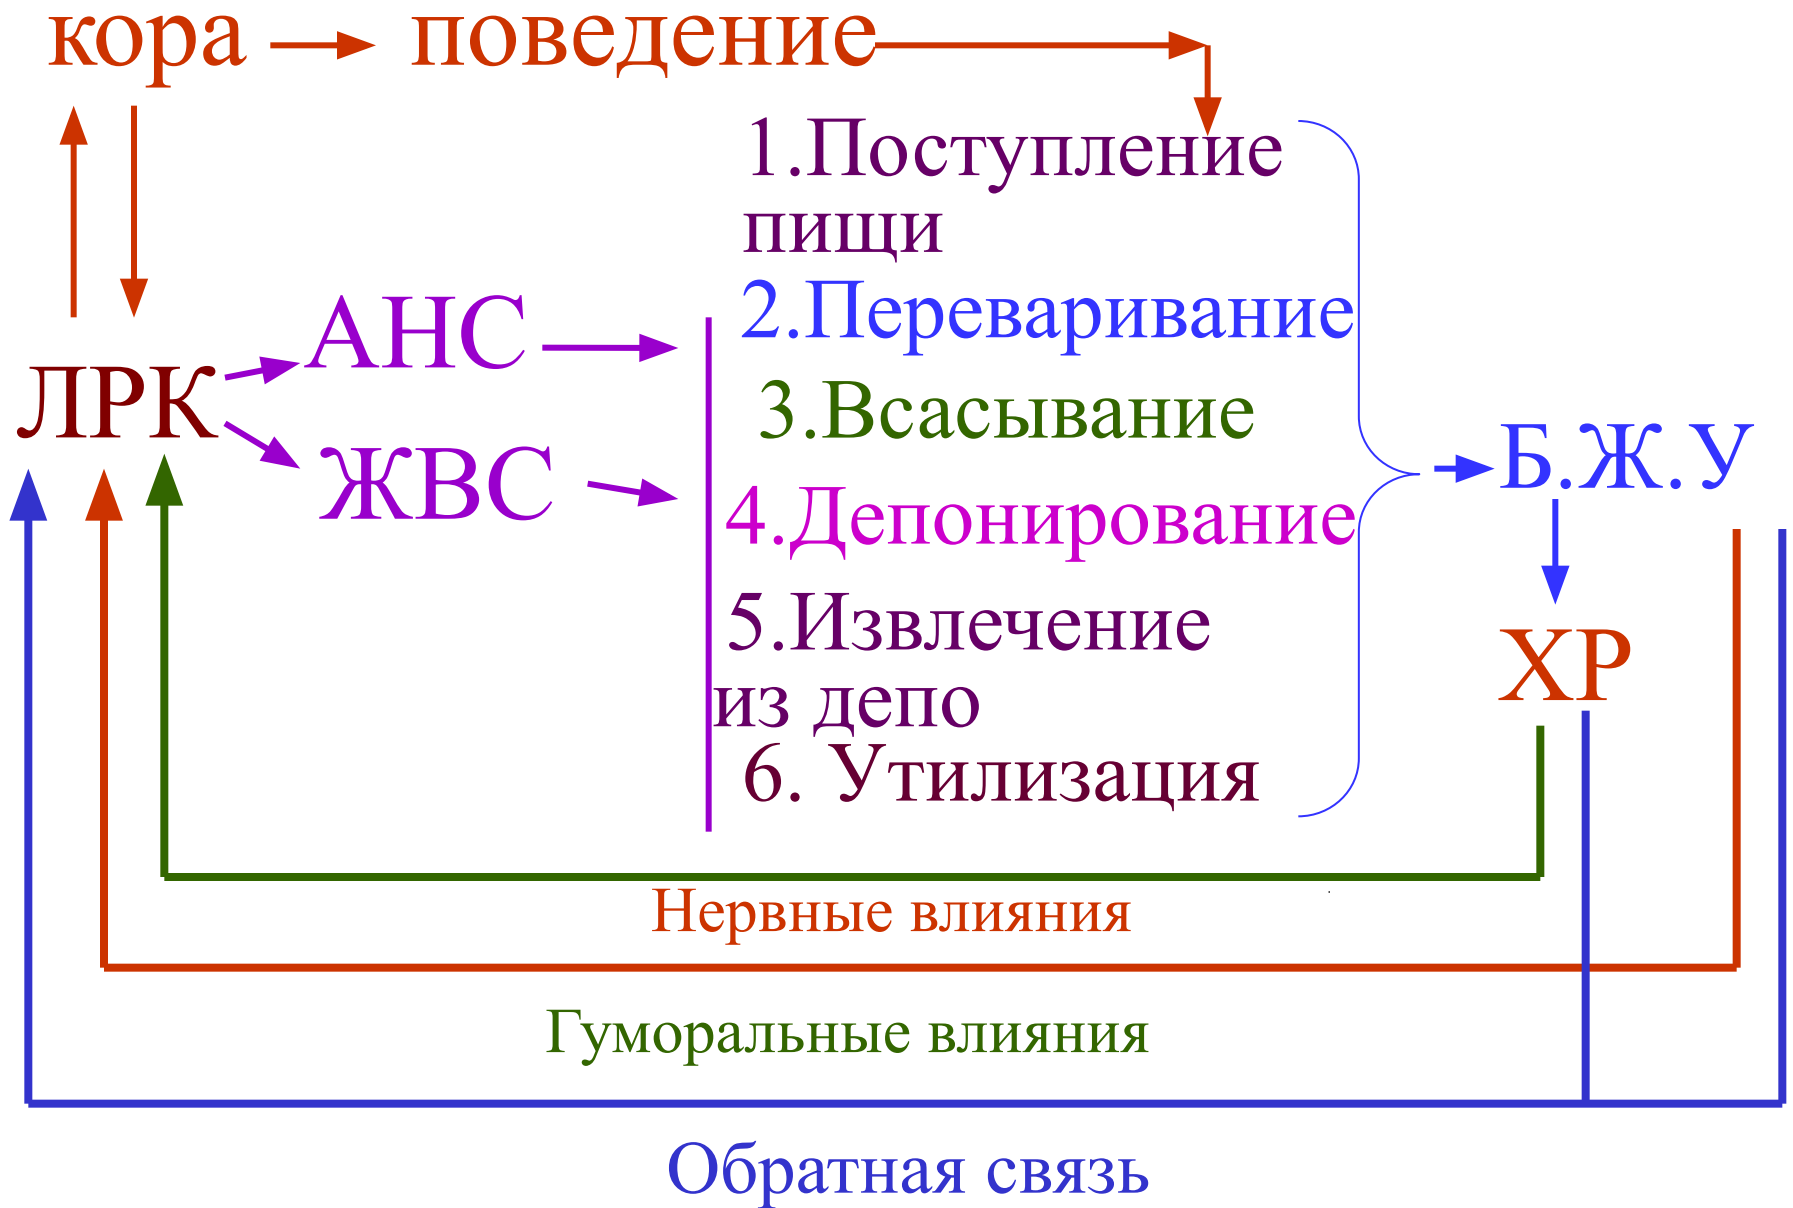 кора поведение
1.Поступление
пищи
2.Переваривание
АНС
ЛРК
3.Всасывание
ЖВС
Б.Ж.У
4.Депонирование
5.Извлечение
из депо
ХР
6. Утилизация
Нервные влияния
Гуморальные влияния
Обратная связь